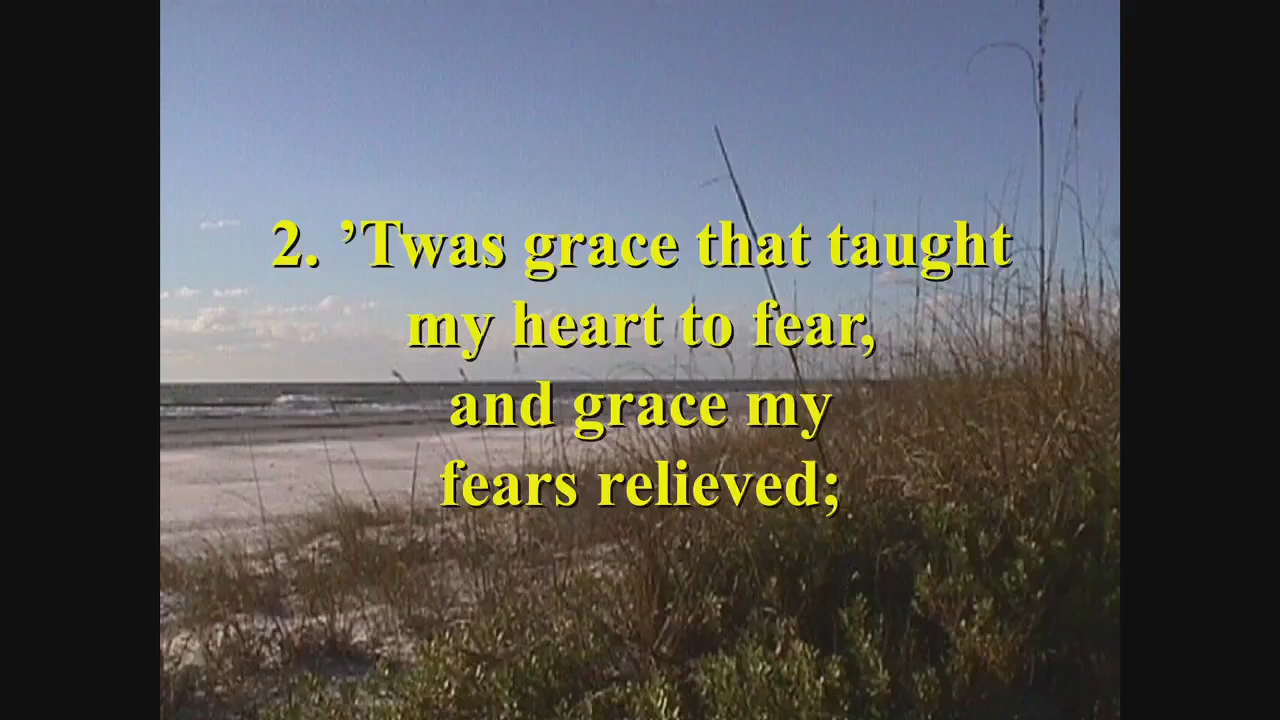 2. ’Twas grace that taught
my heart to fear,
and grace my
fears relieved;